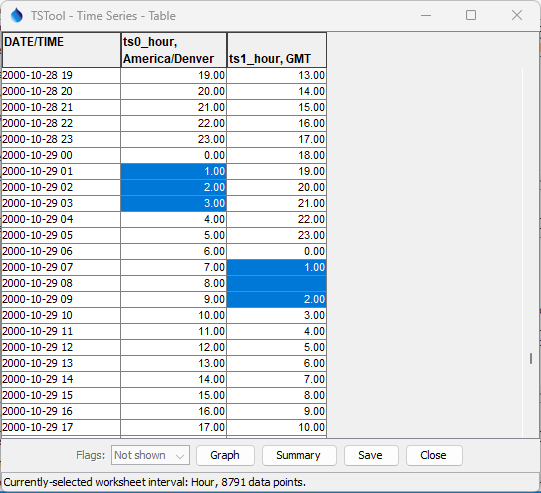 TSTool - Time Series - Table
DATE/TIME ts0_hour, America/Denver ts1_hour, GMT
2000-10-28 19 19.00 13.00
2000-10-28 20 20.00 14.00
2000-10-28 21 21.00 15.00
2000-10-28 22 22.00 16.00
2000-10-28 23 23.00 17.00
2000-10-29 00 0.00 18.00
2000-10-29 01 1.00 19.00
2000-10-29 02 2.00 20.00
2000-10-29 03 3.00 21.00
2000-10-29 04 4.00 22.00
2000-10-29 05 5.00 23.00
2000-10-29 06 6.00 0.00
2000-10-29 07 7.00 1.00
2000-10-29 08 8.00
2000-10-29 09 9.00 2.00
2000-10-29 10 10.00 3.00
2000-10-29 11 11.00 4.00
2000-10-29 12 12.00 5.00
2000-10-29 13 13.00 6.00
2000-10-29 14 14.00 7.00
2000-10-29 15 15.00 8.00
2000-10-29 16 16.00 9.00
2000-10-29 17 17.00 10.00
Flags: Not shown Graph Summary Save Close
Currently-selected worksheet interval: Hour, 8791 data points.